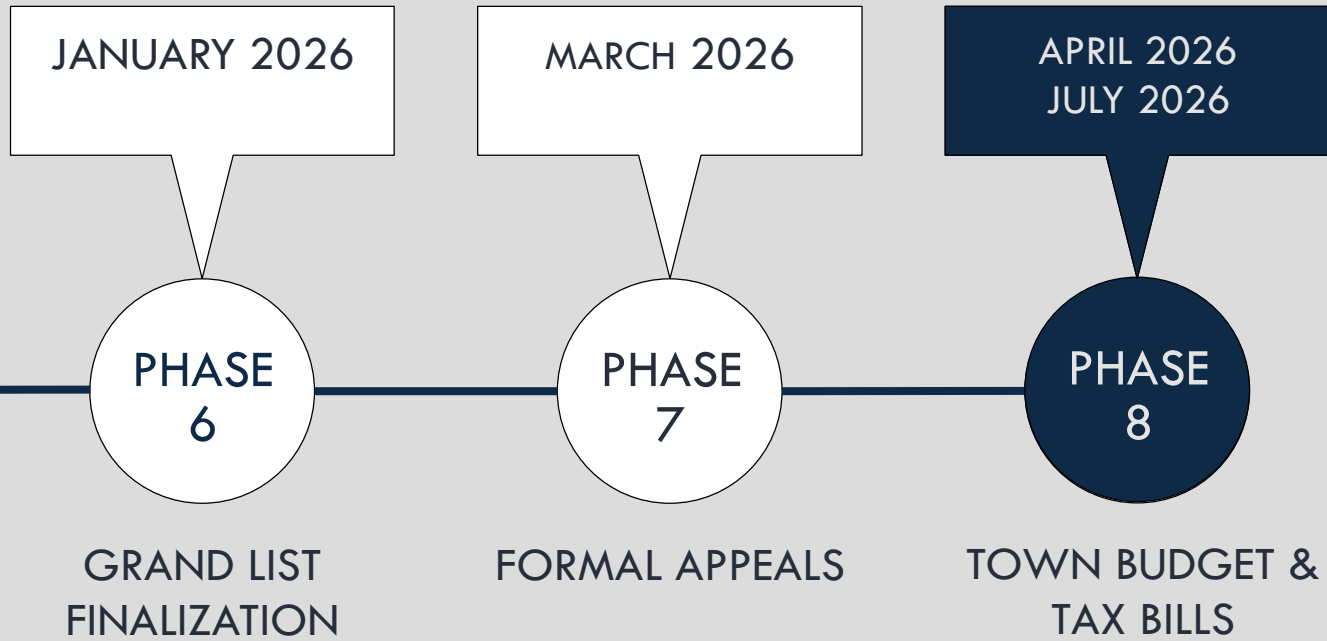 JANUARY 2026
MARCH 2026
APRIL 2026
JULY 2026
PHASE
6
PHASE
7
PHASE
8
GRAND LIST
FINALIZATION
FORMAL APPEALS
TOWN BUDGET &
TAX BILLS